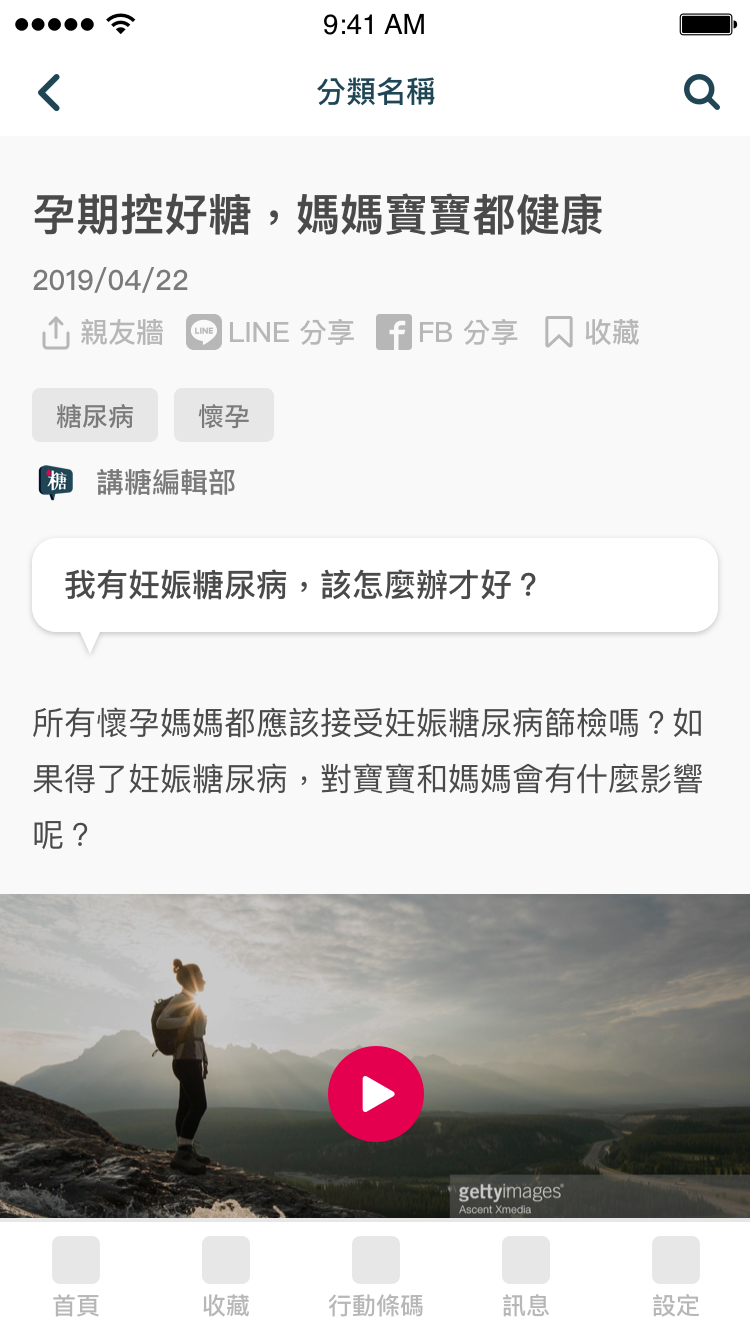 9:41 AM
分類名稱
孕期控好糖，媽媽寶寶都健康
2019/04/22
親友牆 LINE LINE 分享 FB 分享 收藏
糖尿病 懷孕
糖 講糖編輯部
我有妊娠糖尿病，該怎麼辦才好？
所有懷孕媽媽都應該接受妊娠糖尿病篩檢嗎？如
果得了妊娠糖尿病，對寶寶和媽媽會有什麼影響
呢？
gettyimages®
Ascent Xmedia
首頁 收藏 行動條碼 訊息 設定